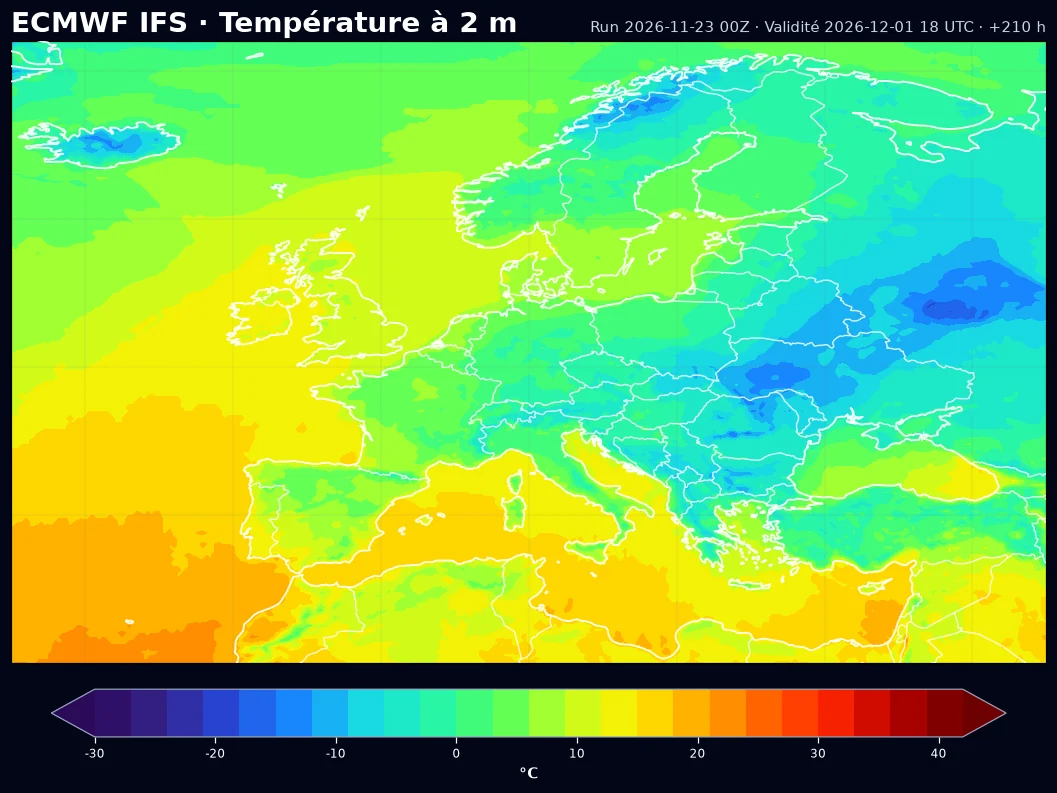 ECMWF IFS · Température à 2 m
Run 2026-11-23 00Z · Validité 2026-12-01 18 UTC · +210 h
-30 -20 -10 0 10 20 30 40
°C